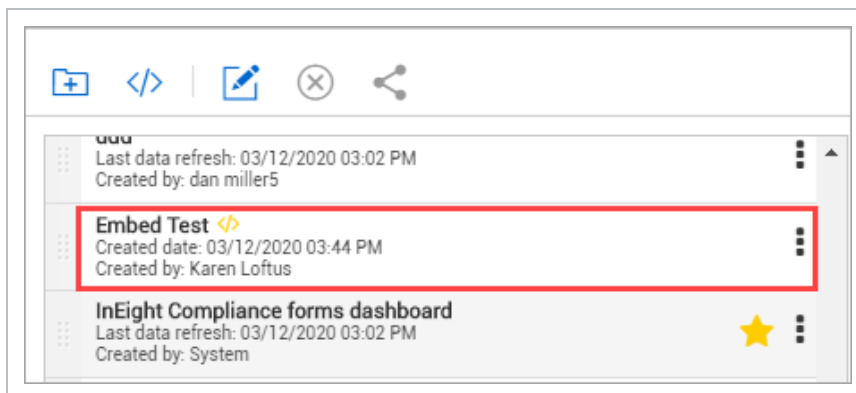 Last data refresh: 03/12/2020 03:02 PM
Created by: dan miller5
Embed Test </>
Created date: 03/12/2020 03:44 PM
Created by: Karen Loftus
InEight Compliance forms dashboard
Last data refresh: 03/12/2020 03:02 PM
Created by: System